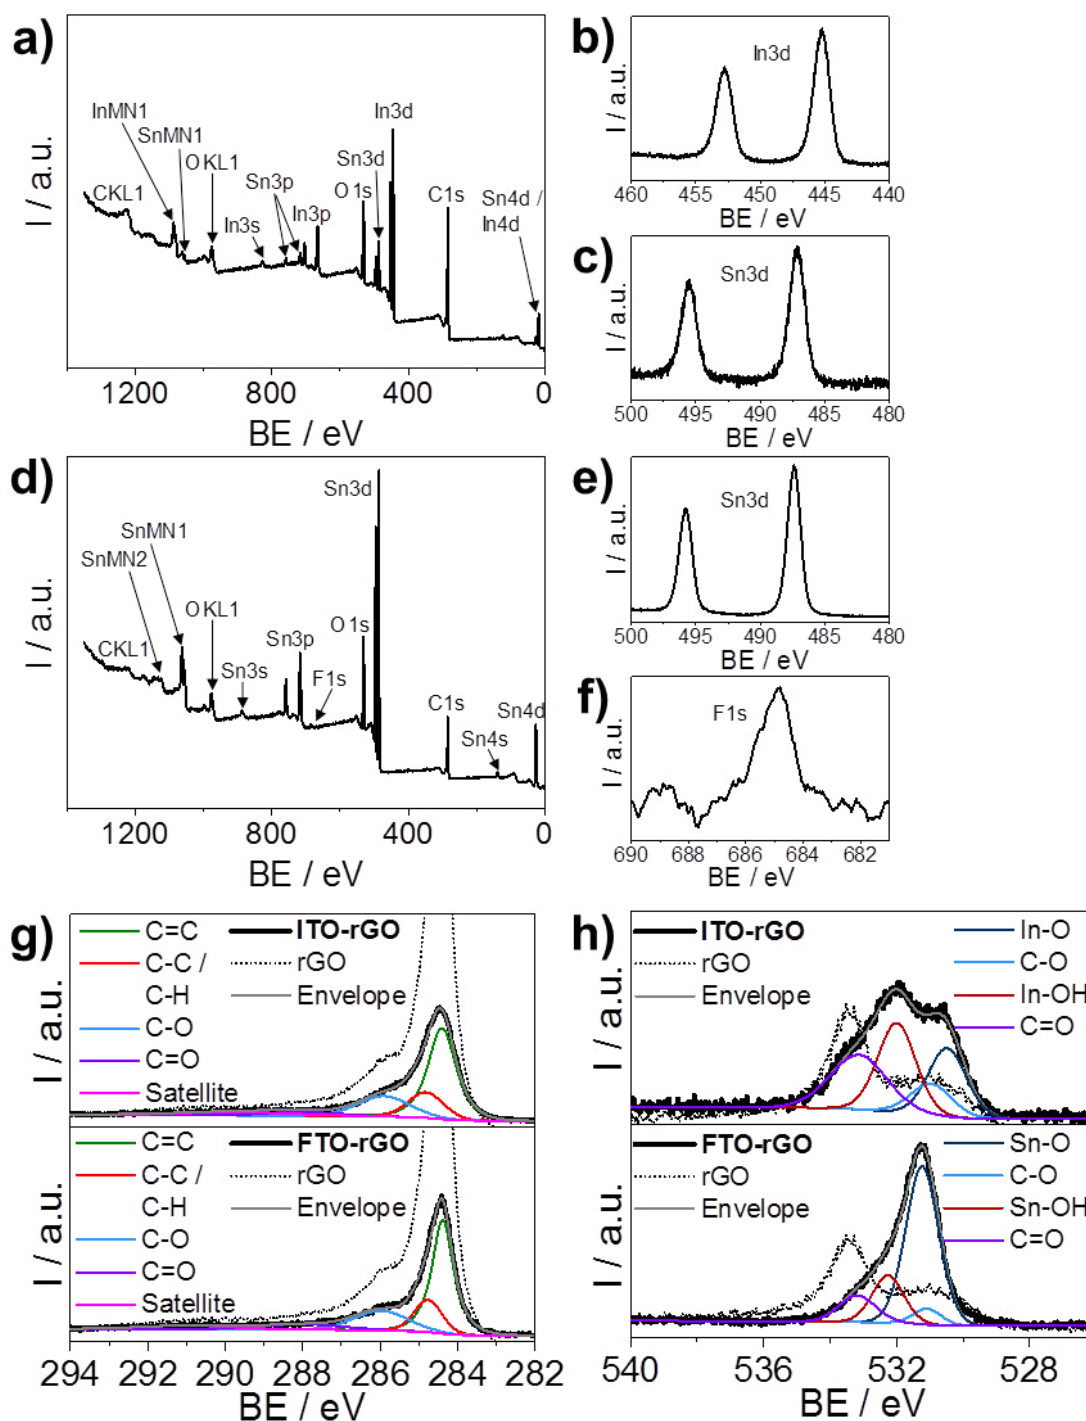 a)
InMN1
SnMN1
OKL1
CKL1
In3s
Sn3p
In3p
O1s
Sn3d
In3d
C1s
Sn4d /
In4d
I / a.u.
1200 800 400 0
BE / eV
b)
In3d
I / a.u.
460 455 450 445 440
BE / eV
c)
Sn3d
I / a.u.
500 495 490 485 480
BE / eV
d)
Sn3d
SnMN1
SnMN2
OKL1
CKL1
Sn3s
Sn3p
F1s
O1s
C1s
Sn4s
Sn4d
I / a.u.
1200 800 400 0
BE / eV
e)
Sn3d
I / a.u.
500 495 490 485 480
BE / eV
f)
F1s
I / a.u.
690 688 686 684 682
BE / eV
g)
C=C
C-C /
C-H
C-O
C=O
Satellite
ITO-rGO
rGO
Envelope
I / a.u.
C=C
C-C /
C-H
C-O
C=O
Satellite
FTO-rGO
rGO
Envelope
I / a.u.
294 292 290 288 286 284 282
BE / eV
h)
ITO-rGO
rGO
Envelope
In-O
C-O
In-OH
C=O
I / a.u.
FTO-rGO
rGO
Envelope
Sn-O
C-O
Sn-OH
C=O
I / a.u.
540 536 532 528
BE / eV